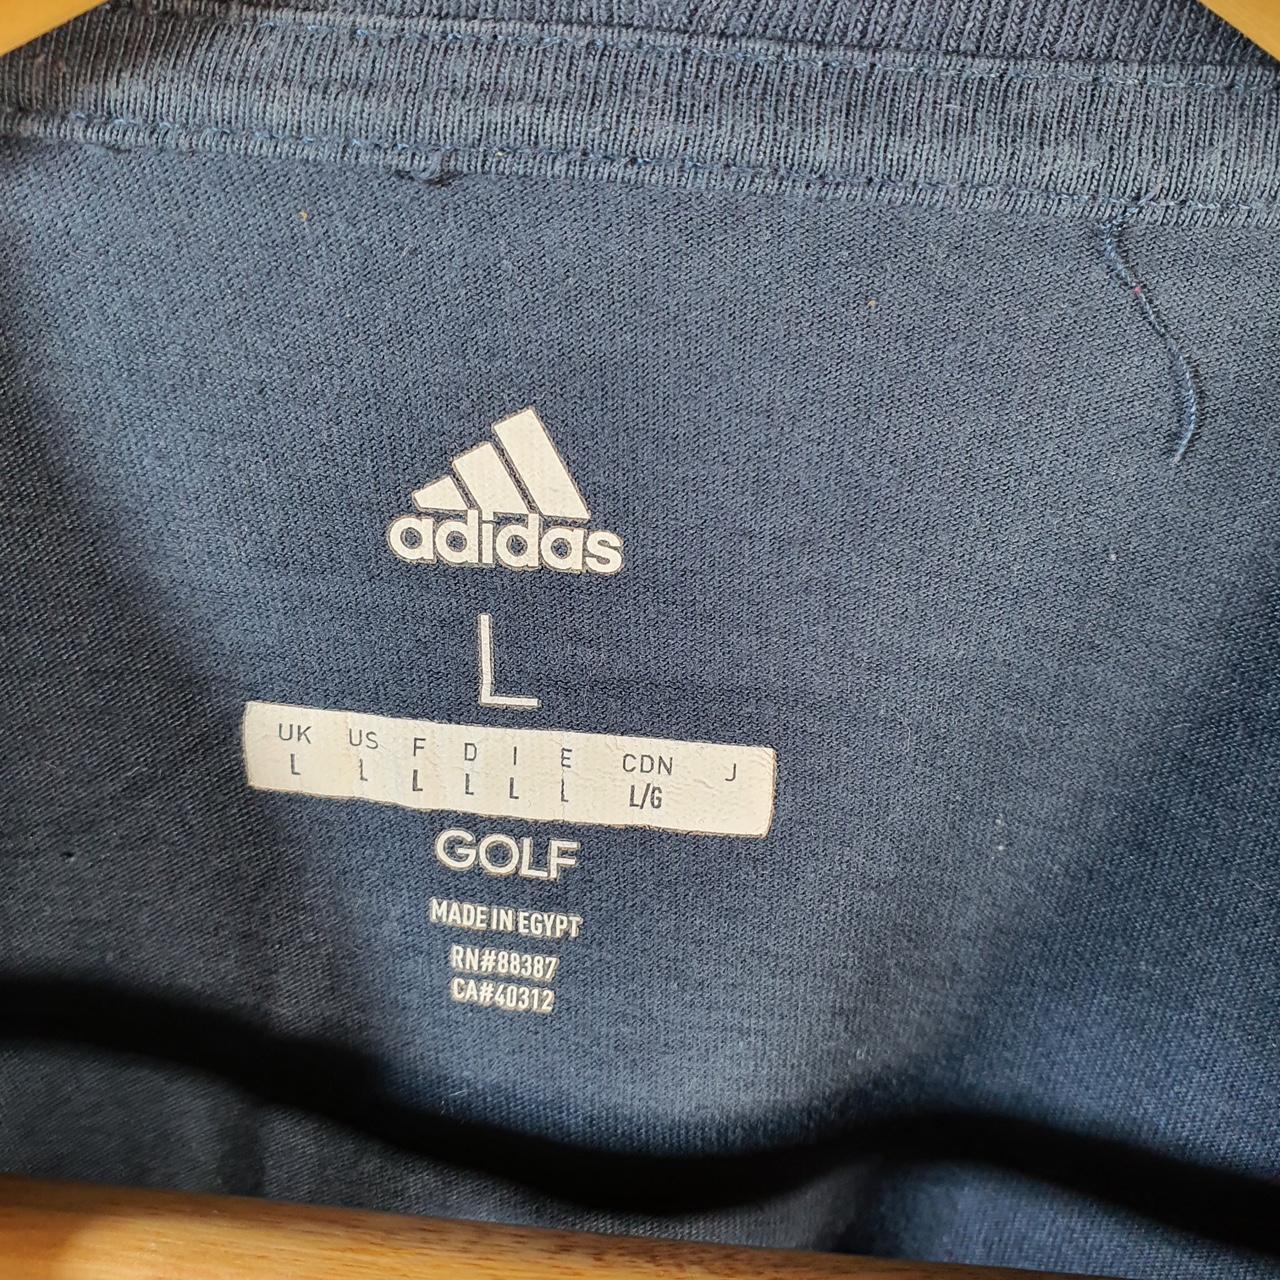 adidas
L
UK US F D I E CDN J
L L L L L L L/G
GOLF
MADE IN EGYPT
RN#88387
CA#40312